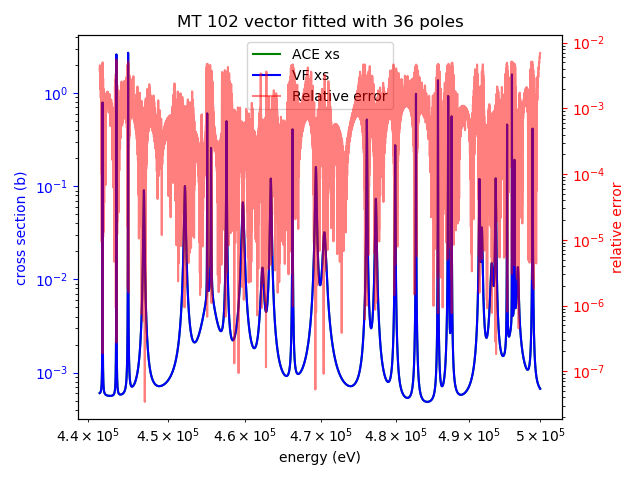 MT 102 vector fitted with 36 poles
ACE xs
VF xs
Relative error
cross section (b)
10⁰
10⁻¹
10⁻²
10⁻³
relative error
10⁻²
10⁻³
10⁻⁴
10⁻⁵
10⁻⁶
10⁻⁷
4.4 × 10⁵ 4.5 × 10⁵ 4.6 × 10⁵ 4.7 × 10⁵ 4.8 × 10⁵ 4.9 × 10⁵ 5 × 10⁵
energy (eV)